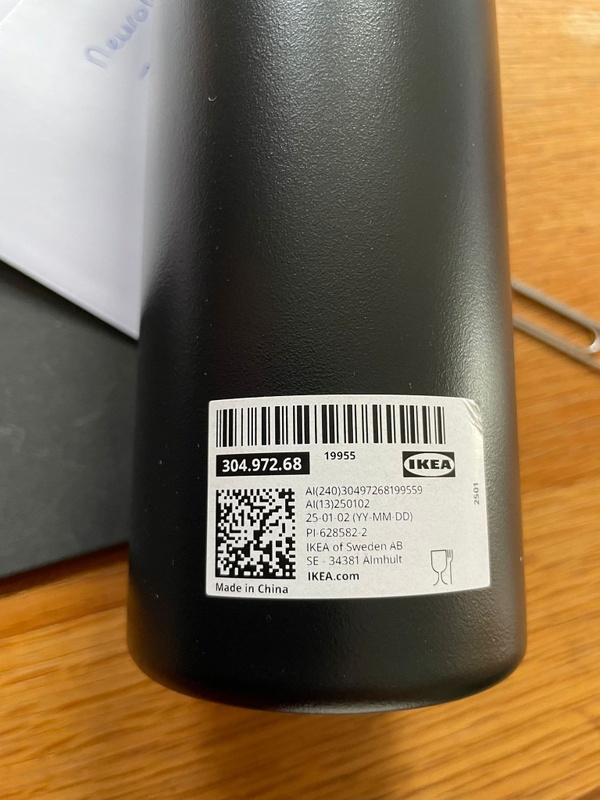 304.972.68
19955
IKEA
AI(240)30497268199559
AI(13)250102
25-01-02 (YY-MM-DD)
PI-628582-2
IKEA of Sweden AB
SE - 34381 Älmhult
IKEA.com
Made in China
2501